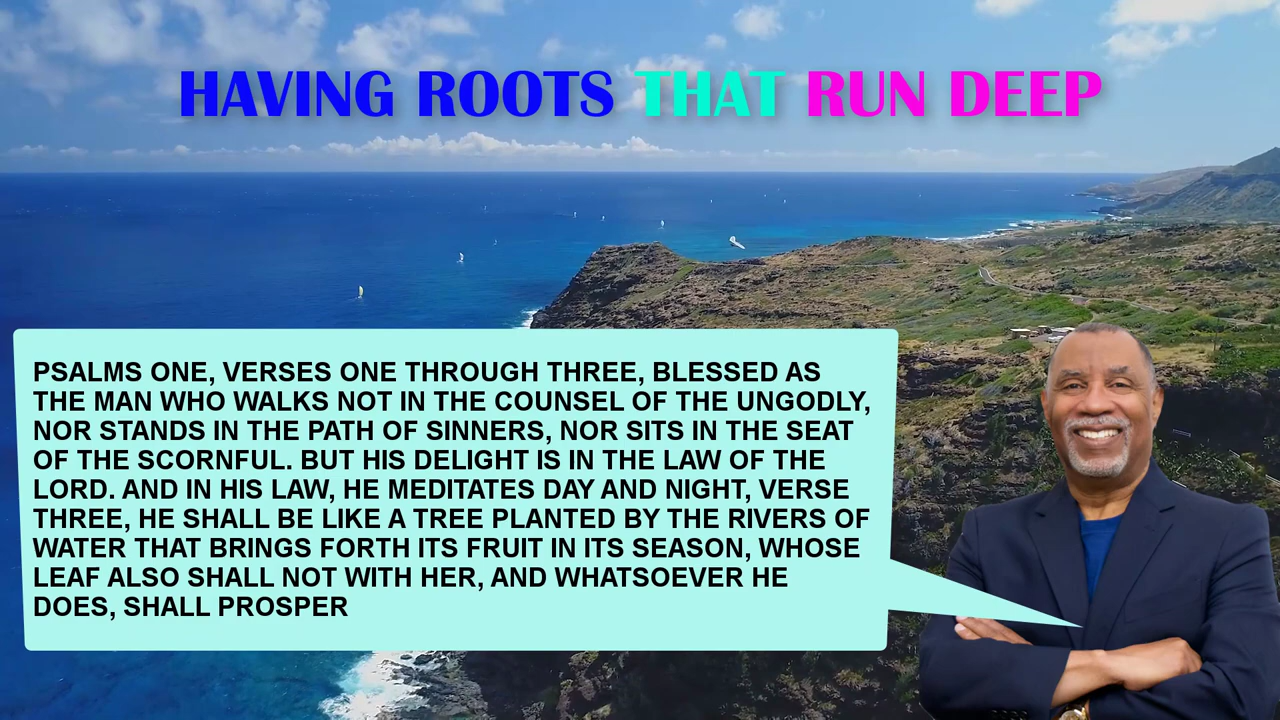 HAVING ROOTS THAT RUN DEEP
PSALMS ONE, VERSES ONE THROUGH THREE, BLESSED AS
THE MAN WHO WALKS NOT IN THE COUNSEL OF THE UNGODLY,
NOR STANDS IN THE PATH OF SINNERS, NOR SITS IN THE SEAT
OF THE SCORNFUL. BUT HIS DELIGHT IS IN THE LAW OF THE
LORD. AND IN HIS LAW, HE MEDITATES DAY AND NIGHT, VERSE
THREE, HE SHALL BE LIKE A TREE PLANTED BY THE RIVERS OF
WATER THAT BRINGS FORTH ITS FRUIT IN ITS SEASON, WHOSE
LEAF ALSO SHALL NOT WITH HER, AND WHATSOEVER HE
DOES, SHALL PROSPER